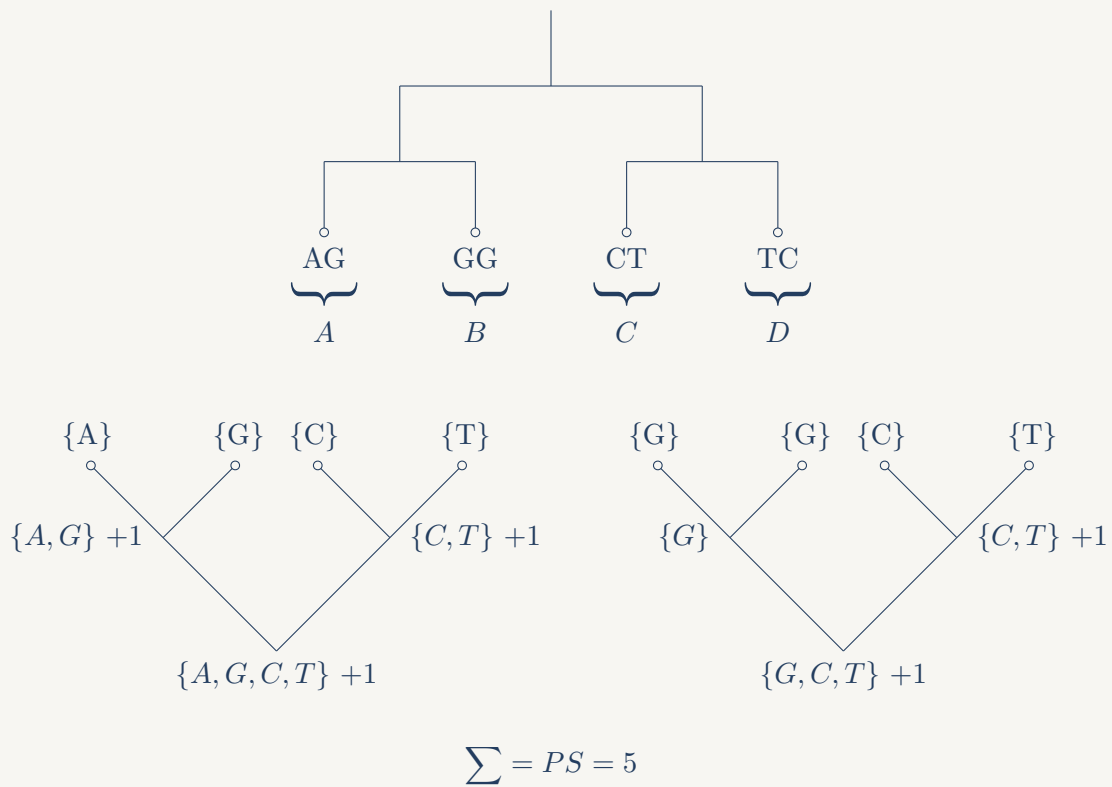 AG GG CT TC
A B C D
{A} {G} {C} {T} {G} {G} {C} {T}
{A, G} +1 {C, T} +1 {G} {C, T} +1
{A, G, C, T} +1 {G, C, T} +1
∑ = PS = 5